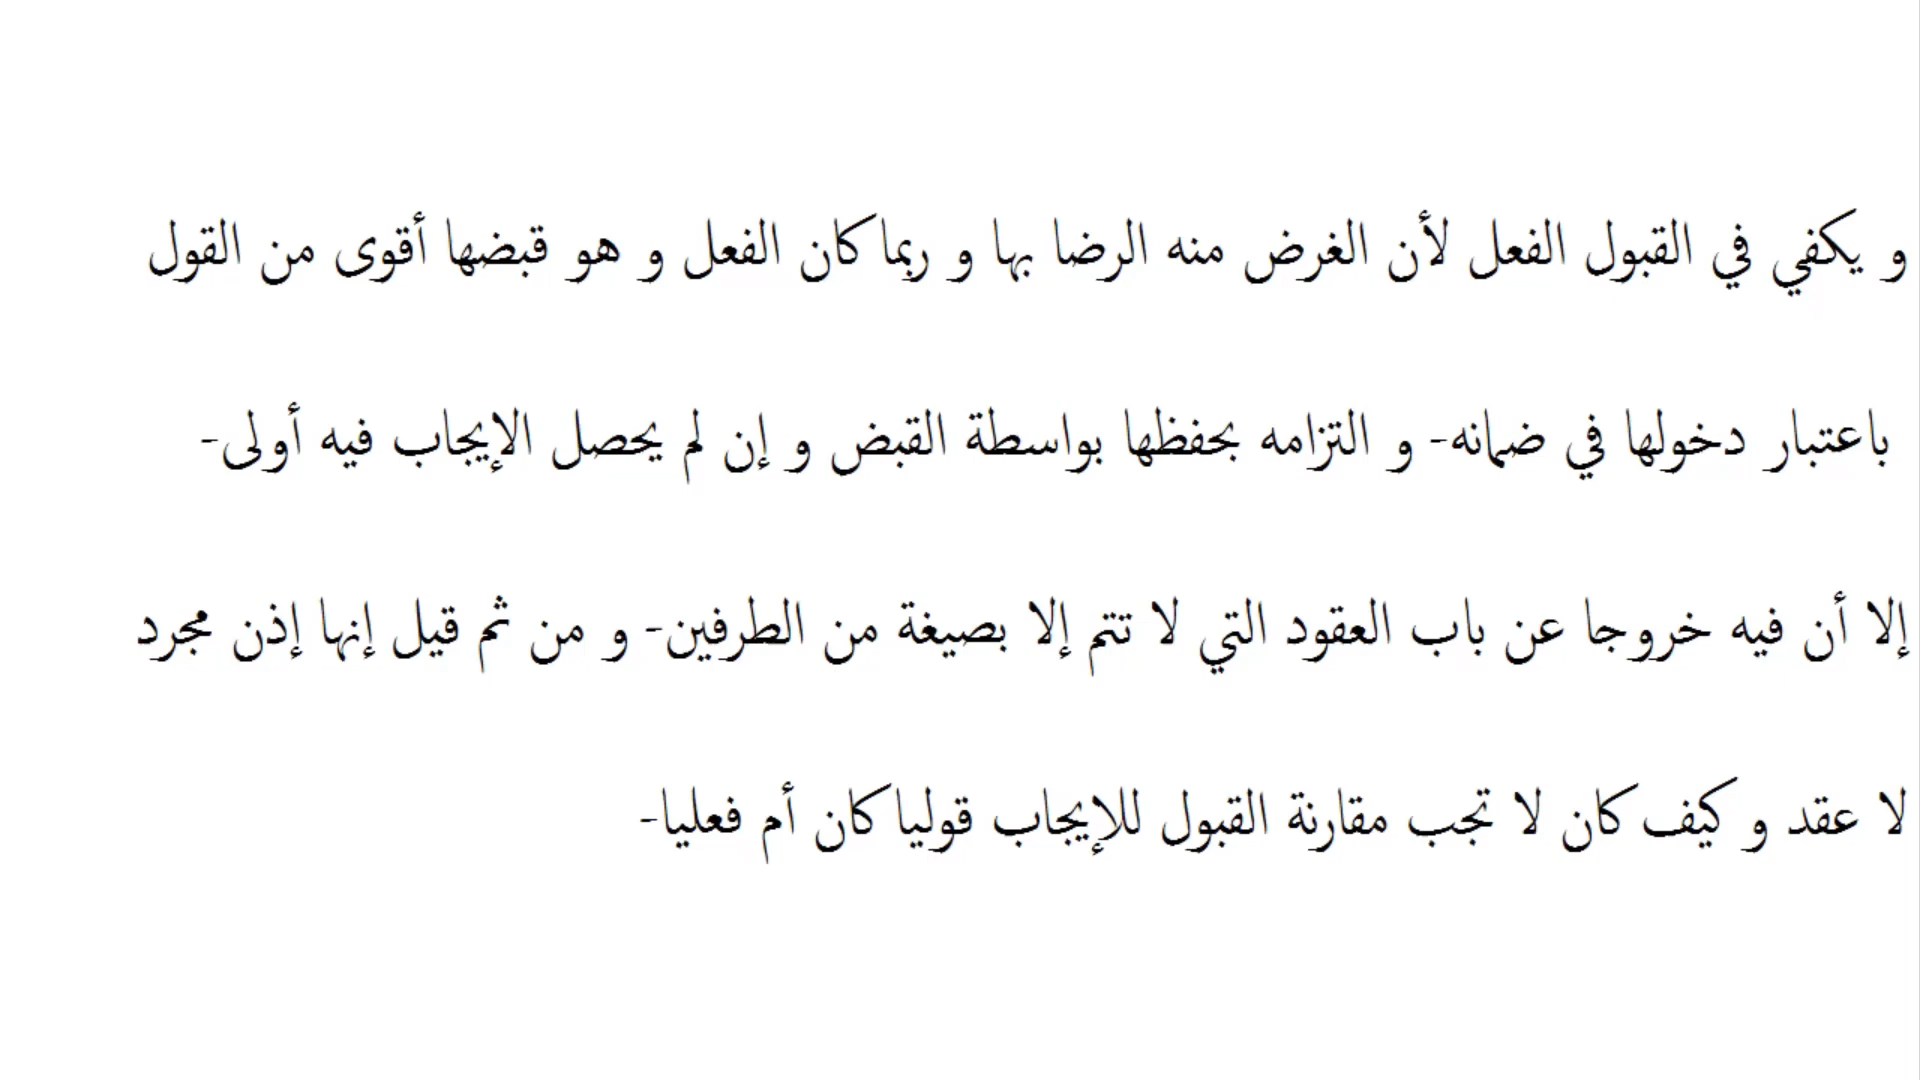 و يكفي في القبول الفعل لأن الغرض منه الرضا بها و ربما كان الفعل و هو قبضها أقوى من القول
باعتبار دخولها في ضمانه- و التزامه بحفظها بواسطة القبض و إن لم يحصل الإيجاب فيه أولى-
إلا أن فيه خروجا عن باب العقود التي لا تتم إلا بصيغة من الطرفين- و من ثم قيل إنها إذن مجرد
لا عقد و كيف كان لا تجب مقارنة القبول للإيجاب قوليا كان أم فعليا-